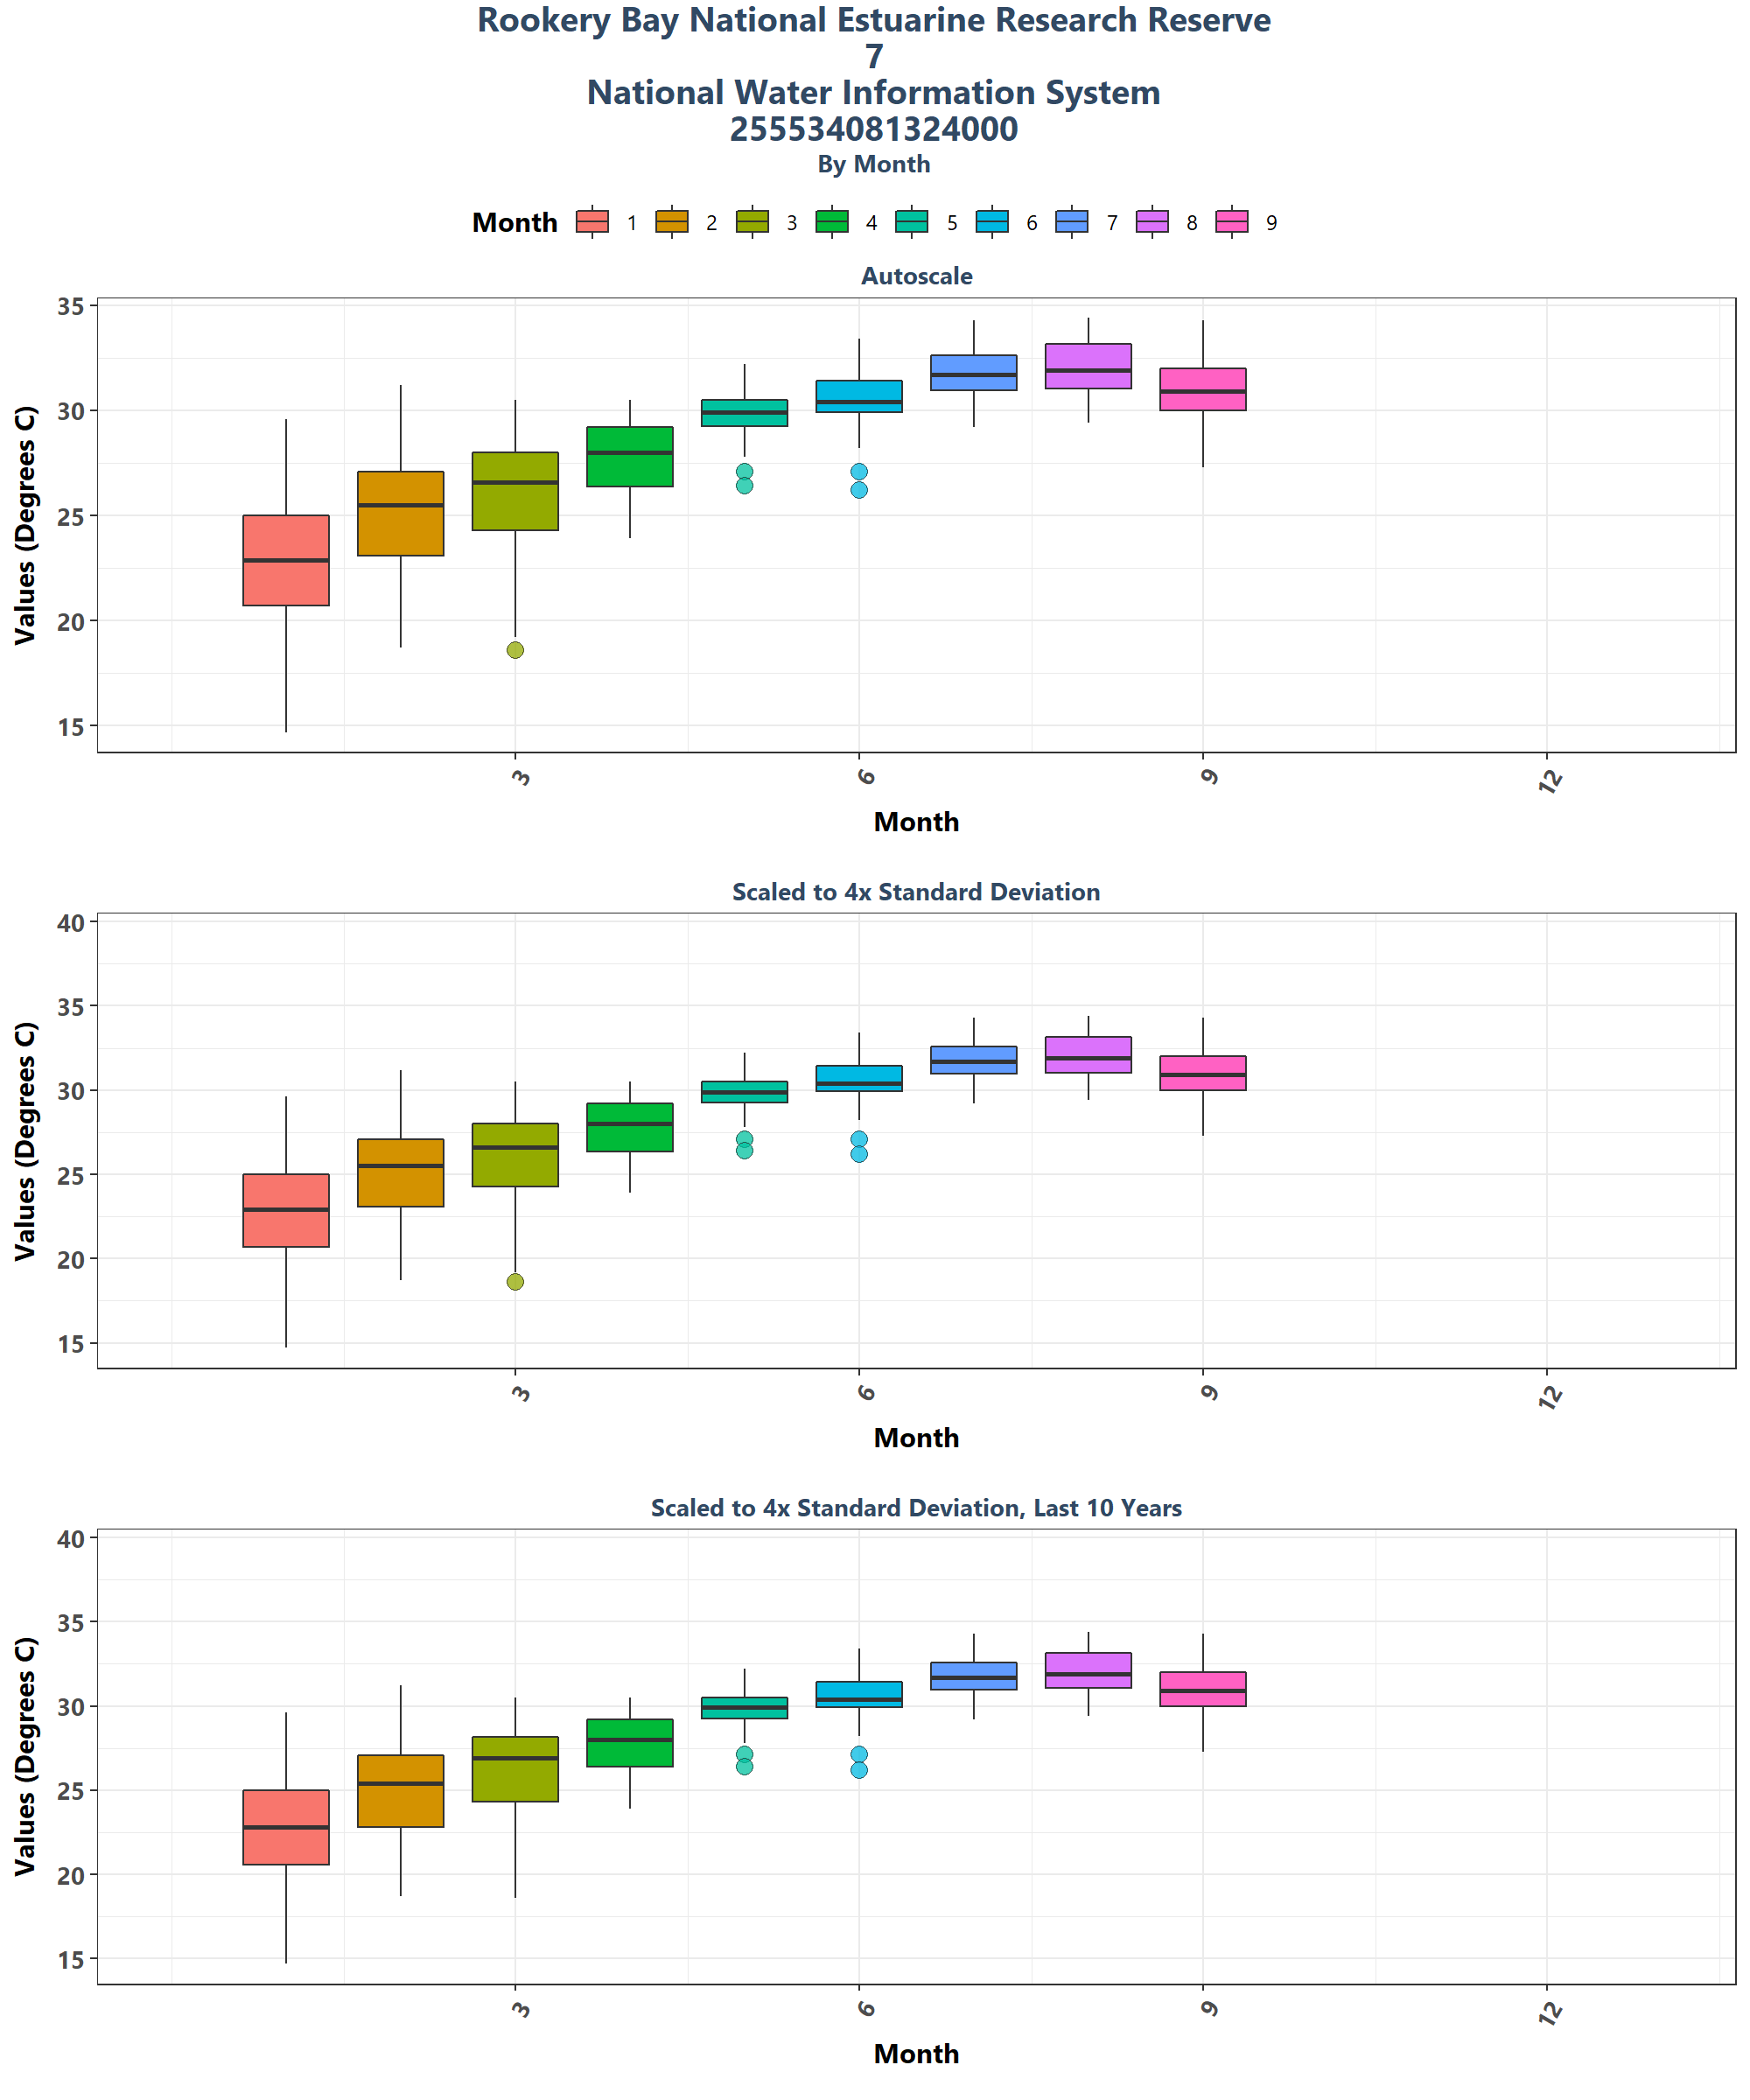 Rookery Bay National Estuarine Research Reserve
7
National Water Information System
255534081324000
By Month
Month 1 2 3 4 5 6 7 8 9
Autoscale
Values (Degrees C)
35
30
25
20
15
3 6 9 12
Month
Scaled to 4x Standard Deviation
Values (Degrees C)
40
35
30
25
20
15
3 6 9 12
Month
Scaled to 4x Standard Deviation, Last 10 Years
Values (Degrees C)
40
35
30
25
20
15
3 6 9 12
Month